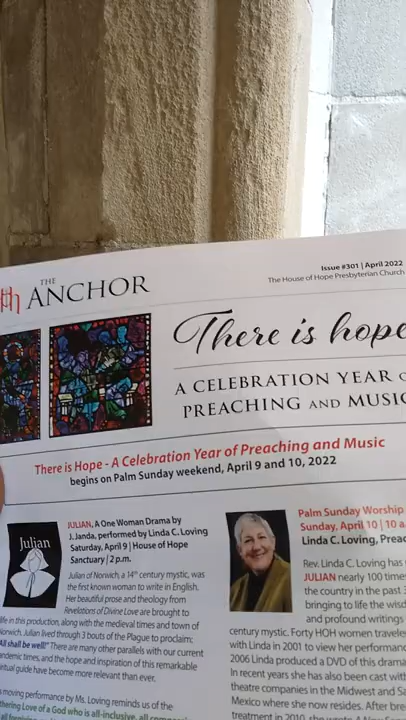 THE
ANCHOR
Issue #301 | April 2022
The House of Hope Presbyterian Church
There is hope
A CELEBRATION YEAR
PREACHING AND MUSIC
There is Hope - A Celebration Year of Preaching and Music
begins on Palm Sunday weekend, April 9 and 10, 2022
Julian
JULIAN, A One Woman Drama by
J. Janda, performed by Linda C. Loving
Saturday, April 9 | House of Hope
Sanctuary | 2 p.m.
Julian of Norwich, a 14th century mystic, was
the first known woman to write in English.
Her beautiful prose and theology from
Revelations of Divine Love are brought to
life in this production, along with the medieval times and town of
Norwich. Julian lived through 3 bouts of the Plague to proclaim:
All shall be well!" There are many other parallels with our current
pandemic times, and the hope and inspiration of this remarkable
spiritual guide have become more relevant than ever.
moving performance by Ms. Loving reminds us of the
Love of a God who is all-inclusive,
Palm Sunday Worship
Sunday, April 10 | 10 a.
Linda C. Loving,
Rev. Linda C. Loving has
JULIAN nearly 100 times
the country in the past
bringing to life the
and profound writings
century mystic. Forty HOH women
with Linda in 2001 to view her
2006 Linda produced a DVD of this drama
In recent years she has also been cast
theatre companies in the Midwest and
Mexico where she now resides. After
treatment in 2010